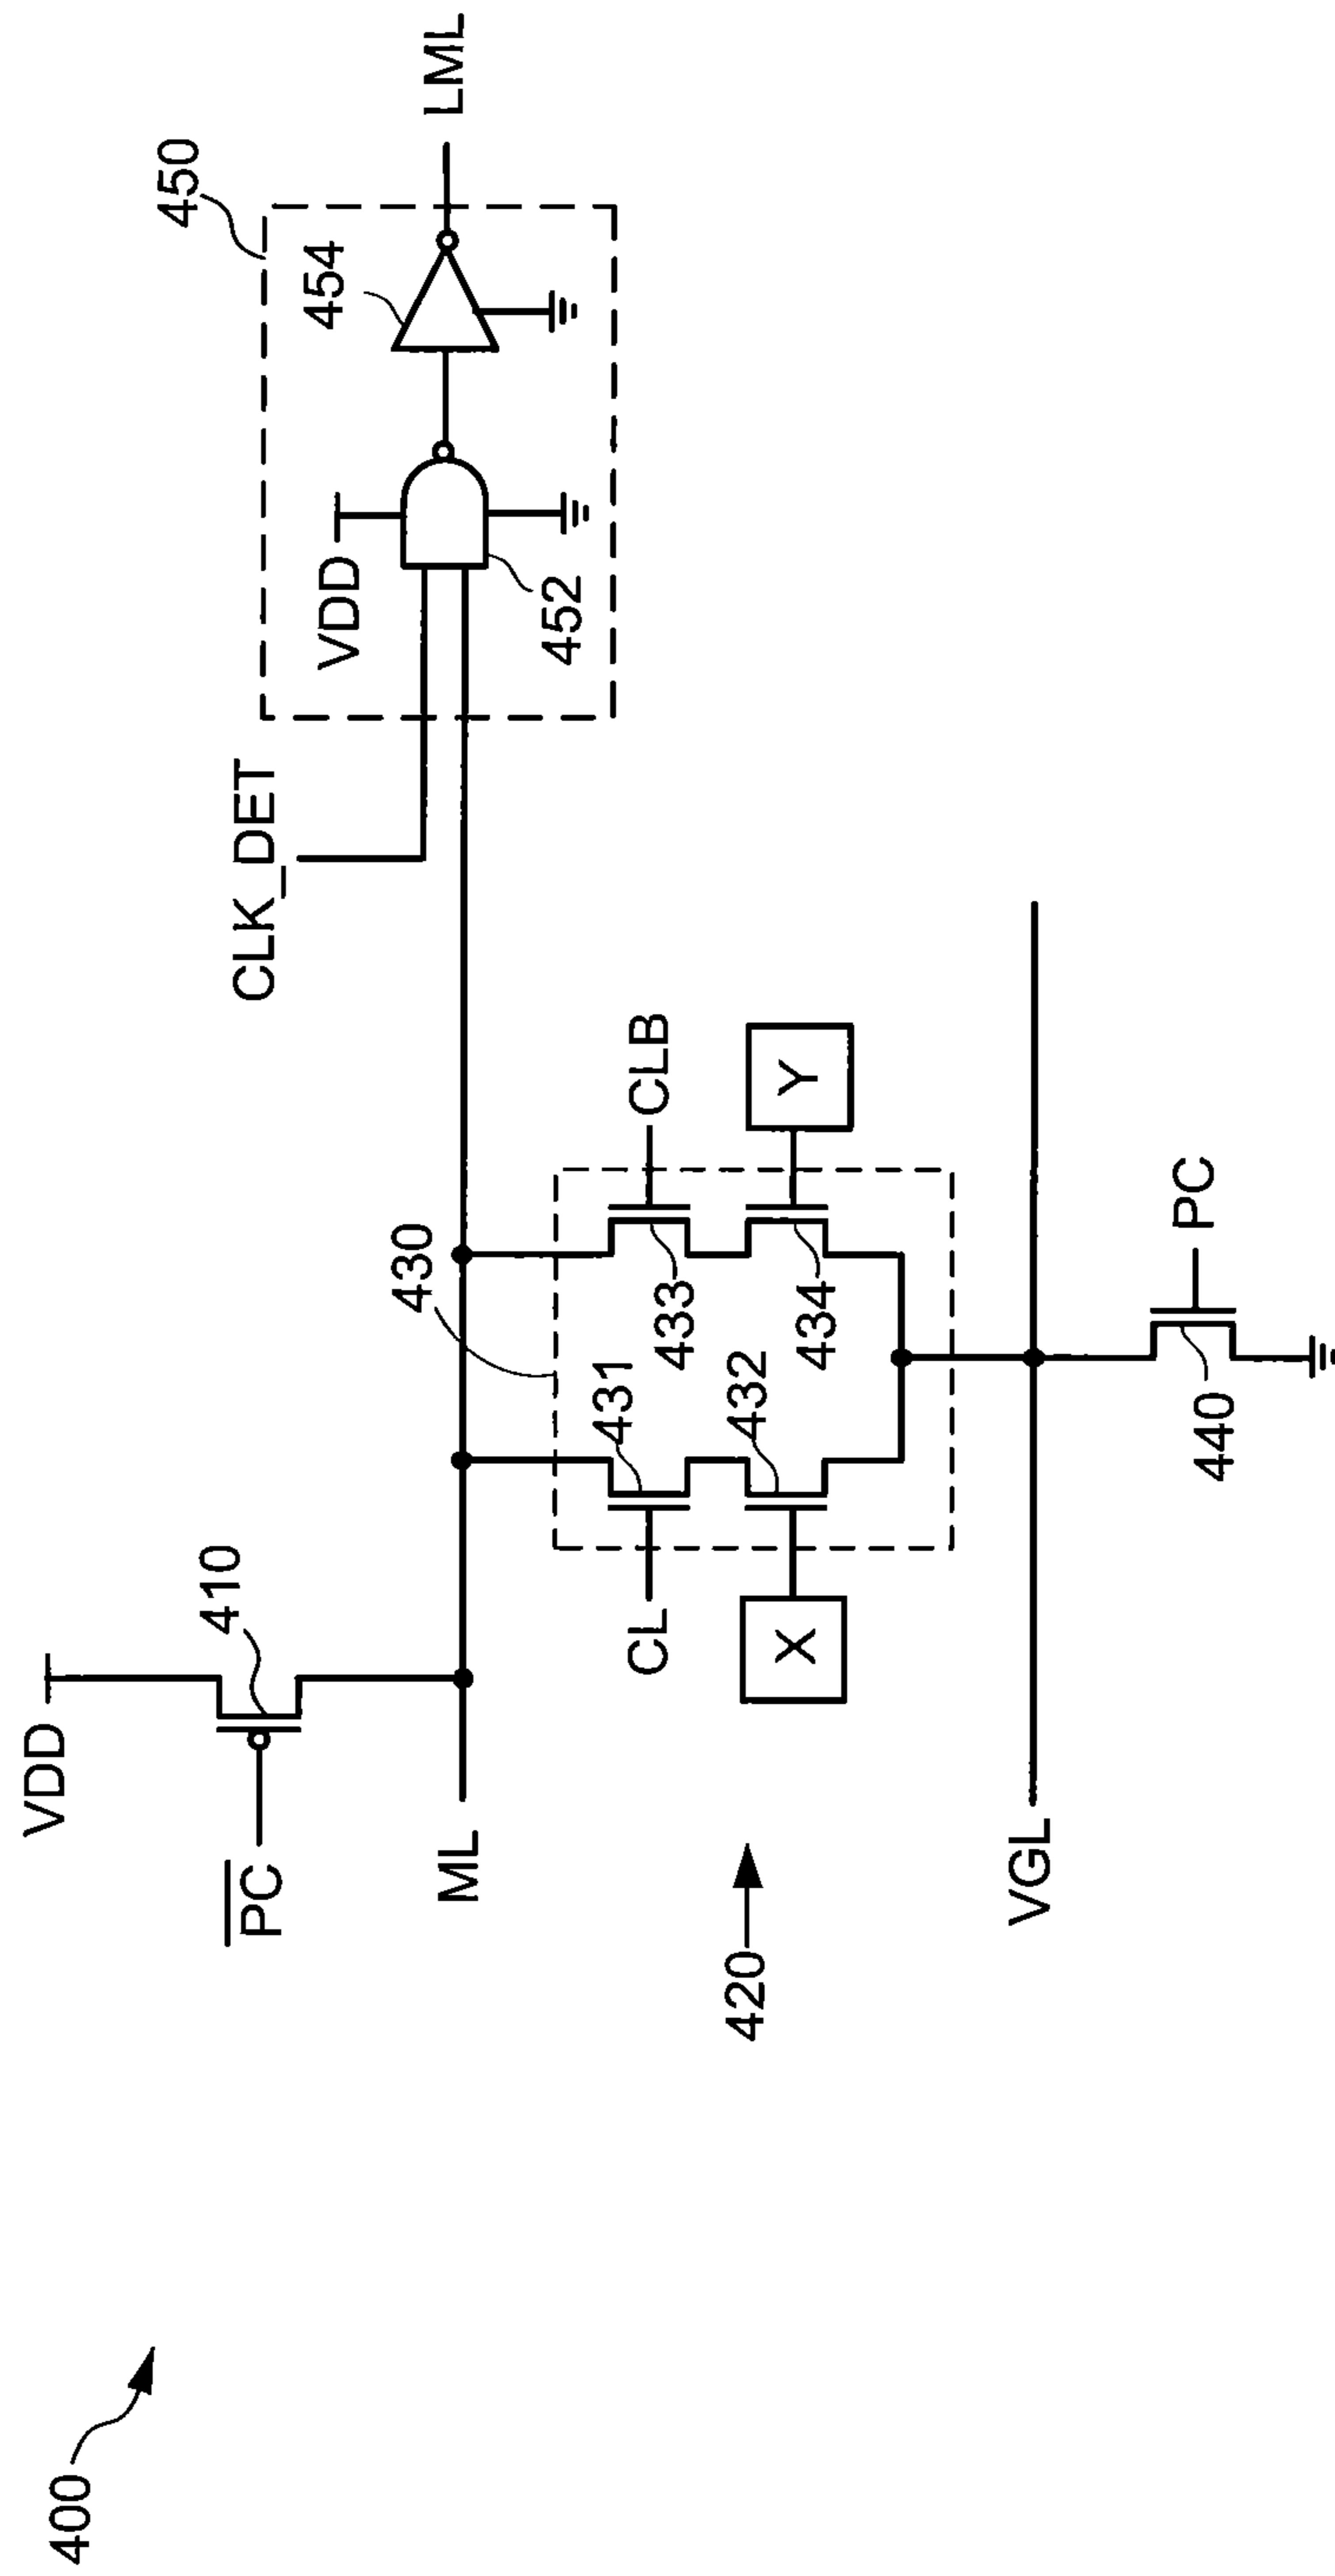 400
VDD
410
PC
ML
420
CL
X
430
431
432
433
434
CLB
Y
VGL
440
PC
CLK_DET
450
VDD
452
454
LML